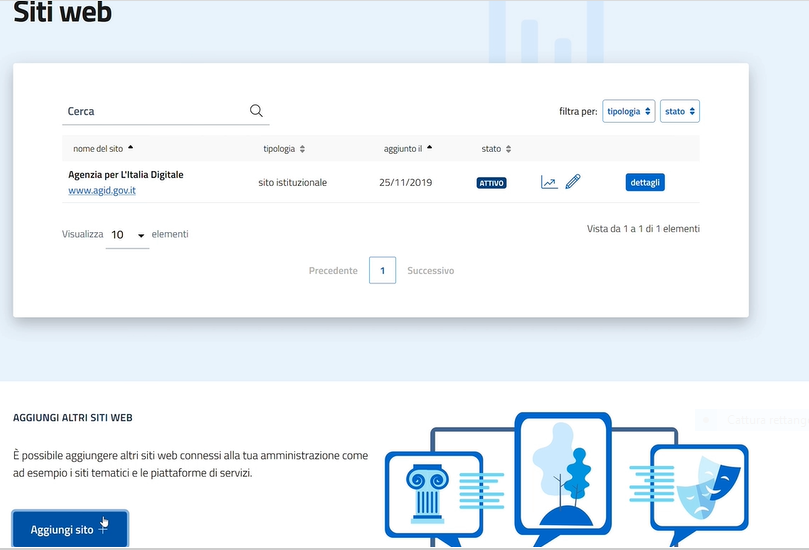 Siti web
Cerca
filtra per: tipologia stato
nome del sito tipologia aggiunto il stato
Agenzia per L'Italia Digitale
www.agid.gov.it
sito istituzionale 25/11/2019 ATTIVO dettagli
Visualizza 10 elementi
Vista da 1 a 1 di 1 elementi
Precedente 1 Successivo
AGGIUNGI ALTRI SITI WEB
È possibile aggiungere altri siti web connessi alla tua amministrazione come
ad esempio i siti tematici e le piattaforme di servizi.
Aggiungi sito +